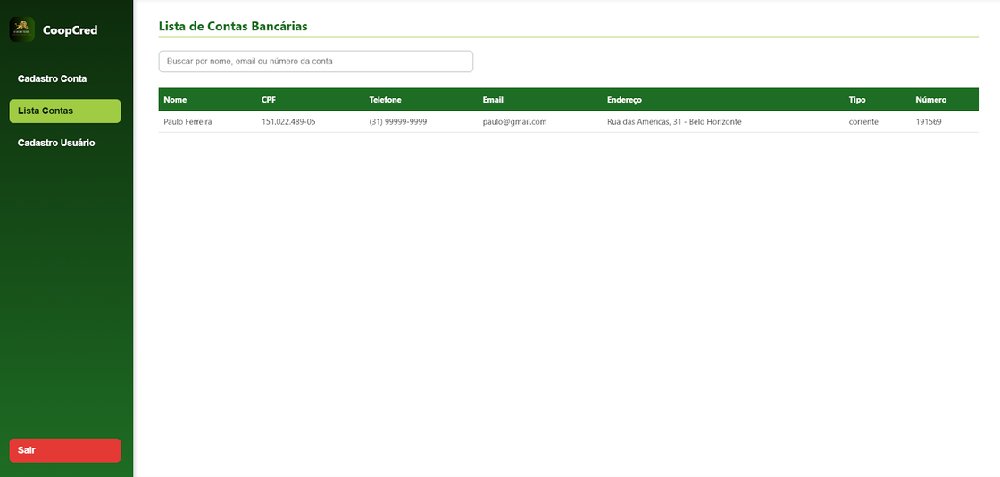 CoopCred
Cadastro Conta
Lista Contas
Cadastro Usuário
Sair
Lista de Contas Bancárias
Buscar por nome, email ou número da conta
Nome CPF Telefone Email Endereço Tipo Número
Paulo Ferreira 151.022.489-05 (31) 99999-9999 paulo@gmail.com Rua das Americas, 31 - Belo Horizonte corrente 191569